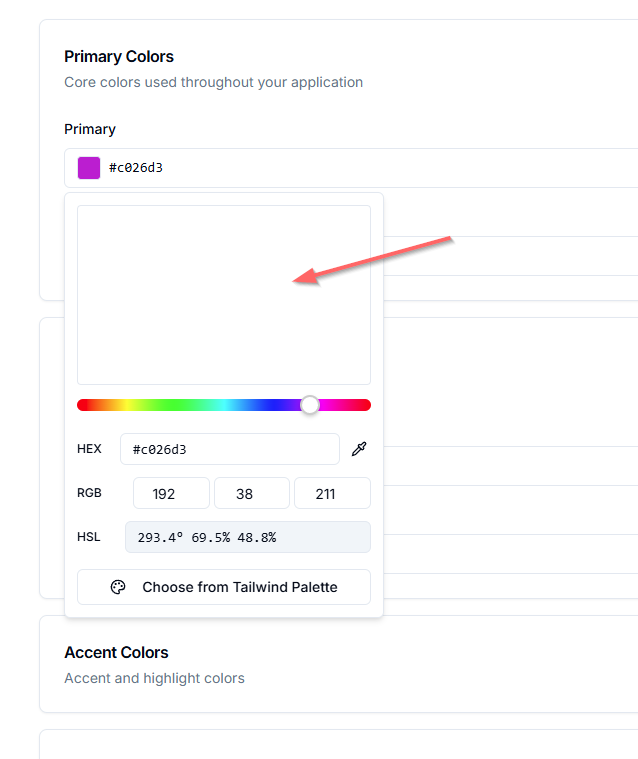 Primary Colors
Core colors used throughout your application
Primary
#c026d3
HEX #c026d3
RGB 192 38 211
HSL 293.4° 69.5% 48.8%
Choose from Tailwind Palette
Accent Colors
Accent and highlight colors